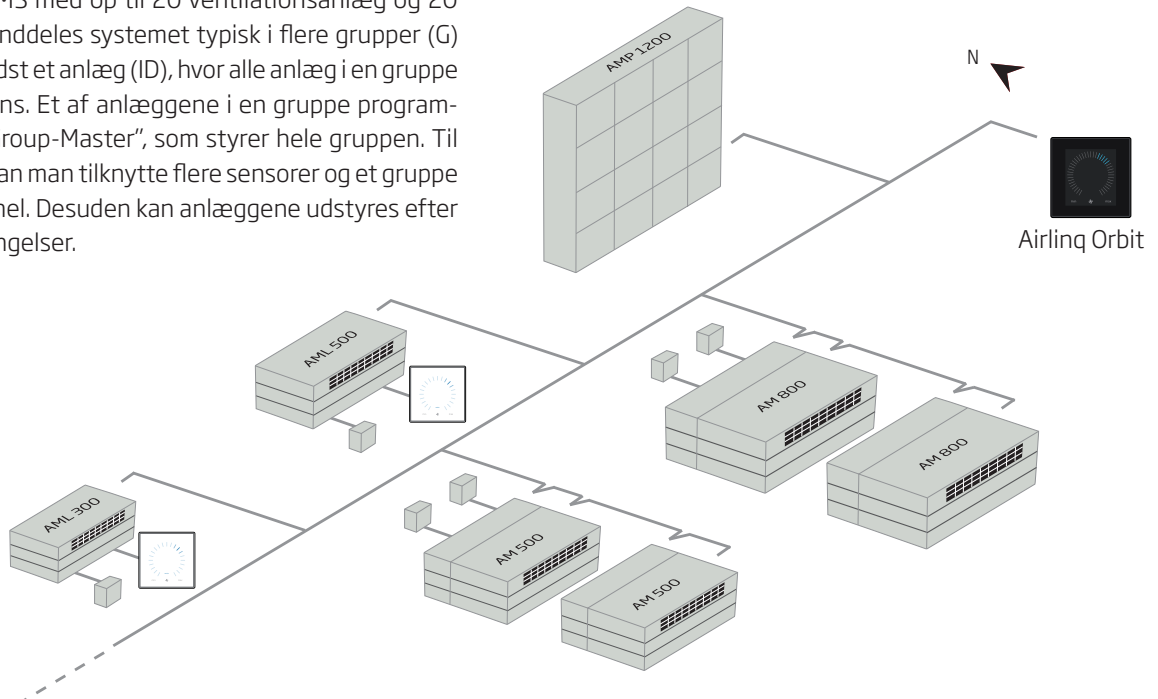 MS med op til 20 ventilationsanlæg og 20
nddeles systemet typisk i flere grupper (G)
dst et anlæg (ID), hvor alle anlæg i en gruppe
ns. Et af anlæggene i en gruppe program-
roup-Master”, som styrer hele gruppen. Til
an man tilknytte flere sensorer og et gruppe
nel. Desuden kan anlæggene udstyres efter
ngelser.
AMP 1200
N
Airlinq Orbit
AML 500
AM 800
AM 800
AML 300
AM 500
AM 500